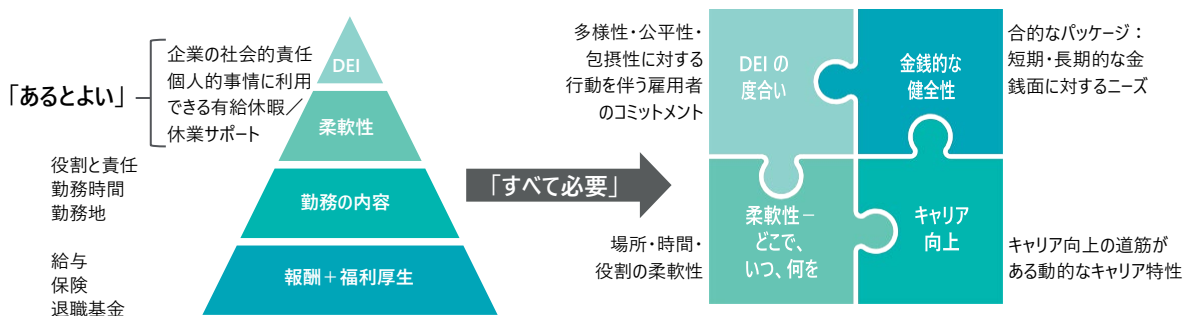 「あるとよい」
企業の社会的責任
個人的事情に利用
できる有給休暇／
休業サポート
役割と責任
勤務時間
勤務地
給与
保険
退職基金
DEI
柔軟性
勤務の内容
報酬＋福利厚生
「すべて必要」
多様性・公平性・
包摂性に対する
行動を伴う雇用者
のコミットメント
DEI の
度合い
金銭的な
健全性
合的なパッケージ：
短期・長期的な金
銭面に対するニーズ
場所・時間・
役割の柔軟性
柔軟性－
どこで、
いつ、何を
キャリア
向上
キャリア向上の道筋が
ある動的なキャリア特性